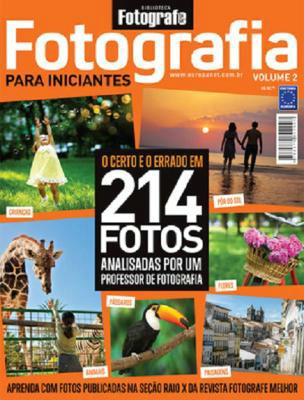 BIBLIOTECA
Fotografe
Fotografia
PARA INICIANTES
www.europanet.com.br
VOLUME 2
O CERTO E O ERRADO EM
214
FOTOS
ANALISADAS POR UM
PROFESSOR DE FOTOGRAFIA
CRIANÇAS
PÔR DO SOL
FLORES
ANIMAIS
PÁSSAROS
PAISAGENS
APRENDA COM FOTOS PUBLICADAS NA SEÇÃO RAIO X DA REVISTA FOTOGRAFE MELHOR